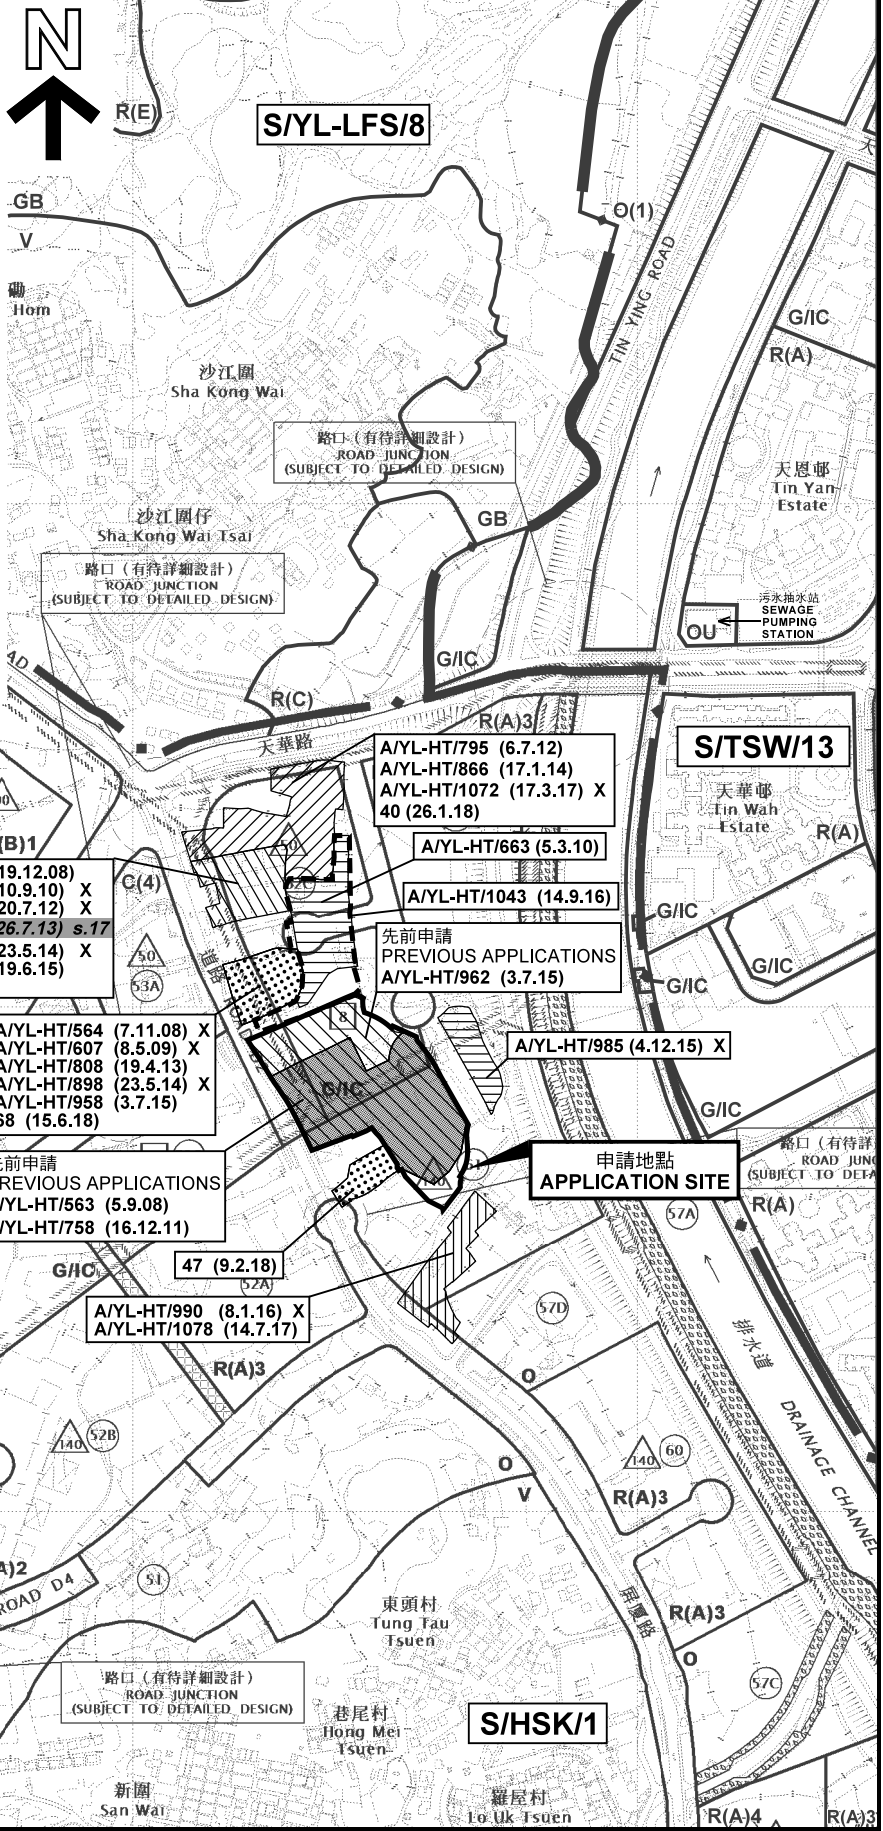 N
R(E)
S/YL-LFS/8
GB
V
O(1)
磡
Hom
TIN YING ROAD
G/IC
R(A)
沙江圍
Sha Kong Wai
路口（有待詳細設計）
ROAD JUNCTION
(SUBJECT TO DETAILED DESIGN)
天恩邨
Tin Yan
Estate
GB
沙江圍仔
Sha Kong Wai Tsai
路口（有待詳細設計）
ROAD JUNCTION
(SUBJECT TO DETAILED DESIGN)
污水抽水站
SEWAGE
PUMPING
STATION
OU
AD
G/IC
R(C)
R(A)3
天華路
S/TSW/13
A/YL-HT/795 (6.7.12)
A/YL-HT/866 (17.1.14)
A/YL-HT/1072 (17.3.17) X
40 (26.1.18)
天華邨
Tin Wah
Estate
R(A)
(B)1
50
A/YL-HT/663 (5.3.10)
19.12.08)
10.9.10) X
20.7.12) X
26.7.13) s.17
23.5.14) X
19.6.15)
C(4)
A/YL-HT/1043 (14.9.16)
G/IC
先前申請
PREVIOUS APPLICATIONS
A/YL-HT/962 (3.7.15)
50
53A
道路
G/IC
G/IC
8
A/YL-HT/564 (7.11.08) X
A/YL-HT/607 (8.5.09) X
A/YL-HT/808 (19.4.13)
A/YL-HT/898 (23.5.14) X
A/YL-HT/958 (3.7.15)
68 (15.6.18)
A/YL-HT/985 (4.12.15) X
G/IC
G/IC
先前申請
PREVIOUS APPLICATIONS
A/YL-HT/563 (5.9.08)
A/YL-HT/758 (16.12.11)
申請地點
APPLICATION SITE
路口（有待詳
ROAD JUNC
(SUBJECT TO DETA
R(A)
57A
47 (9.2.18)
G/IC
52A
A/YL-HT/990 (8.1.16) X
A/YL-HT/1078 (14.7.17)
57D
排水道
DRAINAGE CHANNEL
R(A)3
O
140
52B
140
60
O
V
R(A)3
A)2
ROAD D4
51
東頭村
Tung Tau
Tsuen
屏廈路
R(A)3
O
57C
路口（有待詳細設計）
ROAD JUNCTION
(SUBJECT TO DETAILED DESIGN)
巷尾村
Hong Mei
Tsuen
S/HSK/1
新圍
San Wai
羅屋村
Lo Uk Tsuen
R(A)4
R(A)3